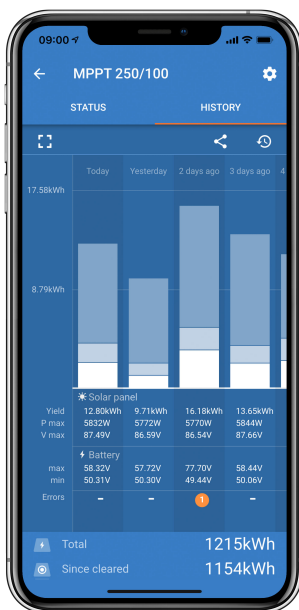 09:00
MPPT 250/100
STATUS HISTORY
Today Yesterday 2 days ago 3 days ago 4
17.58kWh
8.79kWh
Solar panel
Yield 12.80kWh 9.71kWh 16.18kWh 13.65kWh
P max 5832W 5772W 5770W 5844W
V max 87.49V 86.59V 86.54V 87.66V
Battery
max 58.32V 57.72V 77.70V 58.44V
min 50.31V 50.30V 49.44V 50.06V
Errors – – 1 –
Total 1215kWh
Since cleared 1154kWh